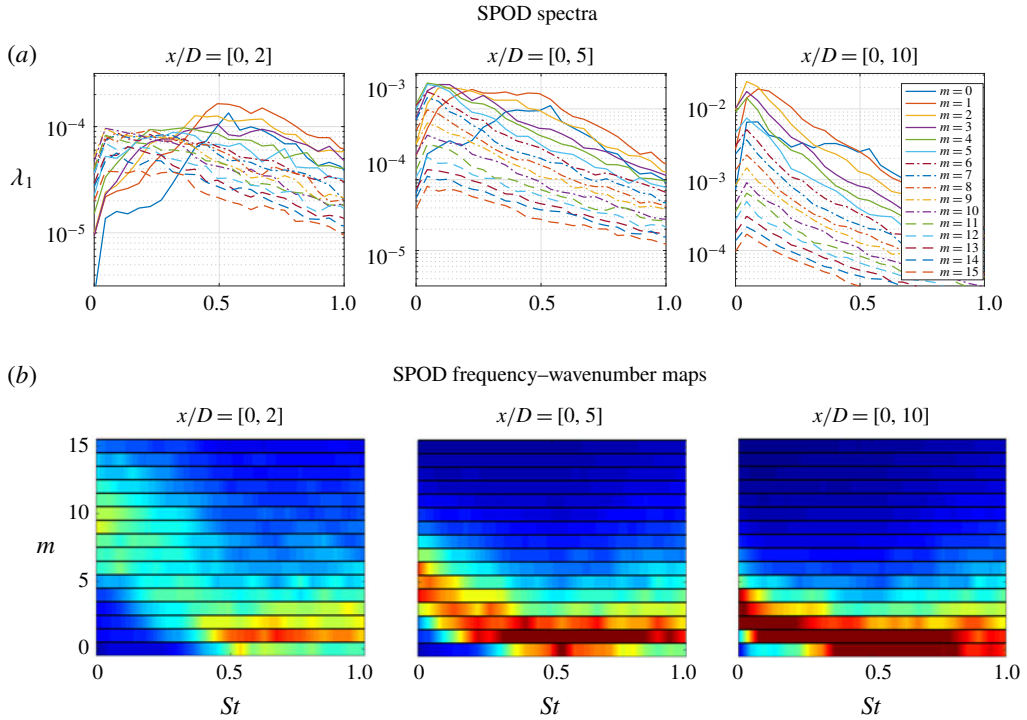 SPOD spectra
(a)
x/D = [0, 2]
x/D = [0, 5]
x/D = [0, 10]
λ1
10−4
10−5
0
0.5
1.0
10−3
10−4
10−5
0
0.5
1.0
10−2
10−3
10−4
0
0.5
1.0
m = 0
m = 1
m = 2
m = 3
m = 4
m = 5
m = 6
m = 7
m = 8
m = 9
m = 10
m = 11
m = 12
m = 13
m = 14
m = 15
(b)
SPOD frequency–wavenumber maps
x/D = [0, 2]
x/D = [0, 5]
x/D = [0, 10]
m
15
10
5
0
0
0.5
1.0
St
0
0.5
1.0
St
0
0.5
1.0
St